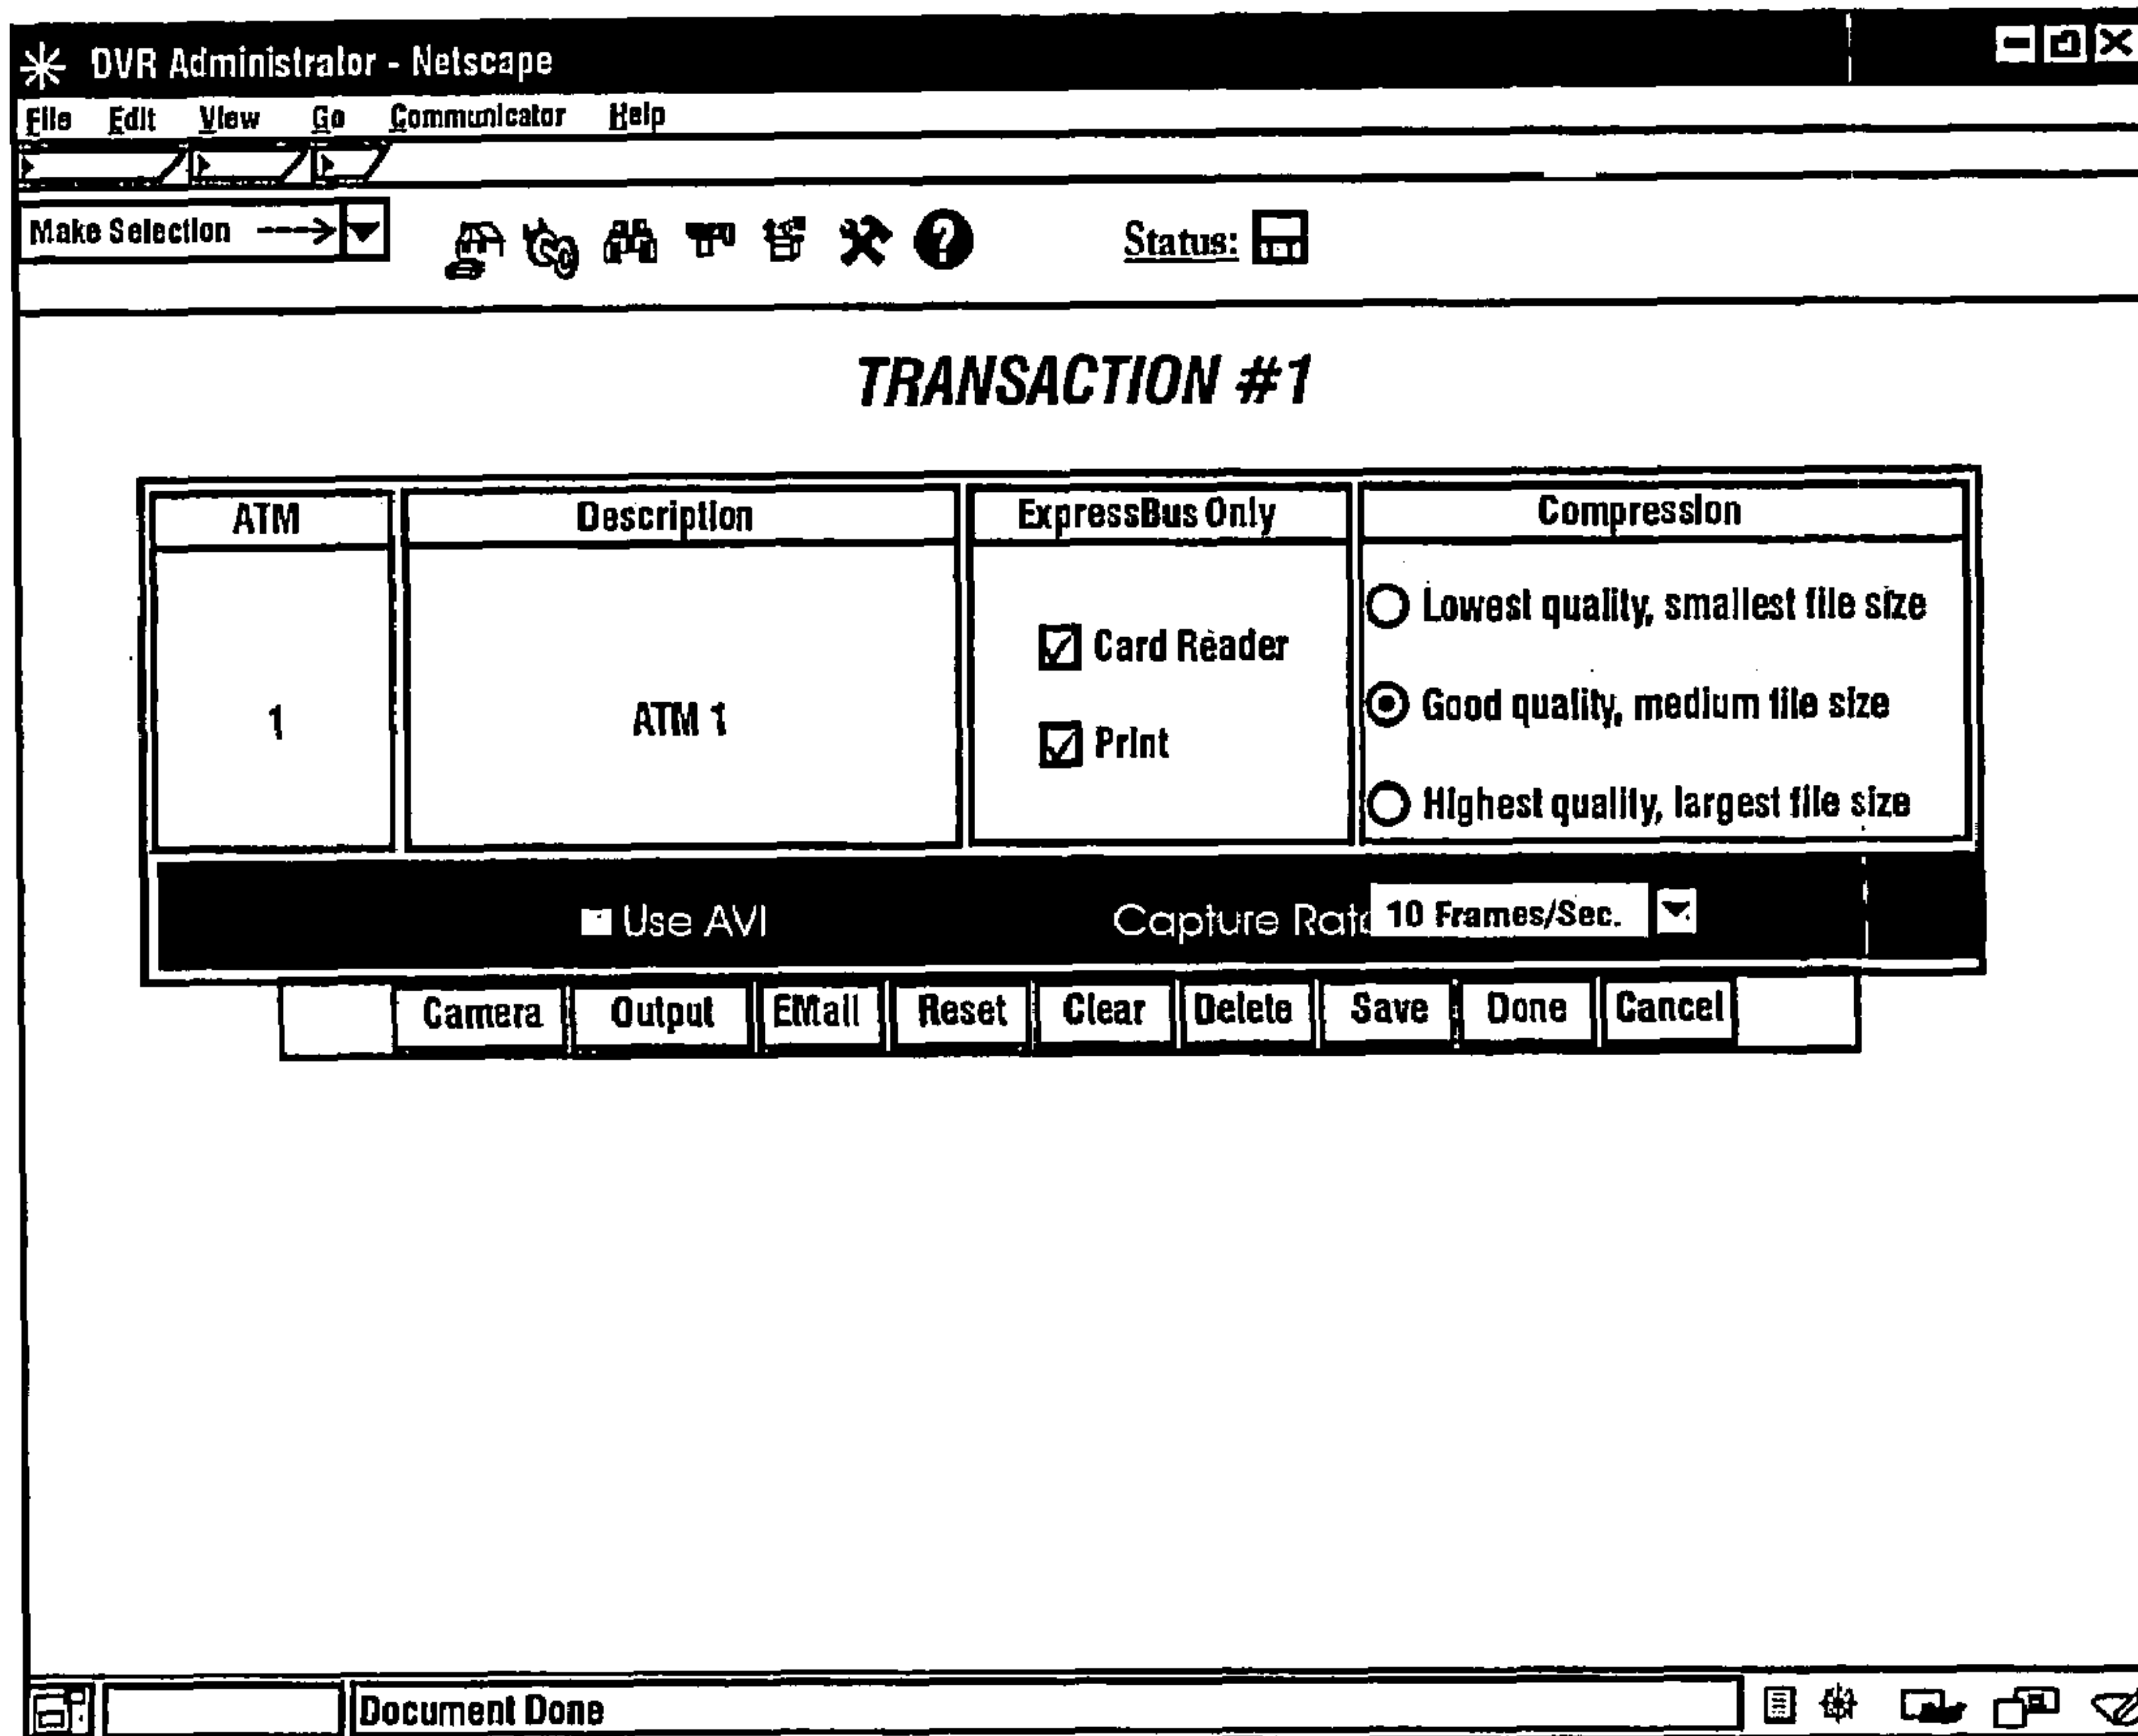 DVR Administrator - Netscape
File Edit View Go Communicator Help
Make Selection
Status:
TRANSACTION #1
ATM Description ExpressBus Only Compression
Lowest quality, smallest file size
Card Reader
1 ATM 1 Good quality, medium file size
Print
Highest quality, largest file size
Use AVI Capture Rate 10 Frames/Sec.
Camera Output EMail Reset Clear Delete Save Done Cancel
Document Done